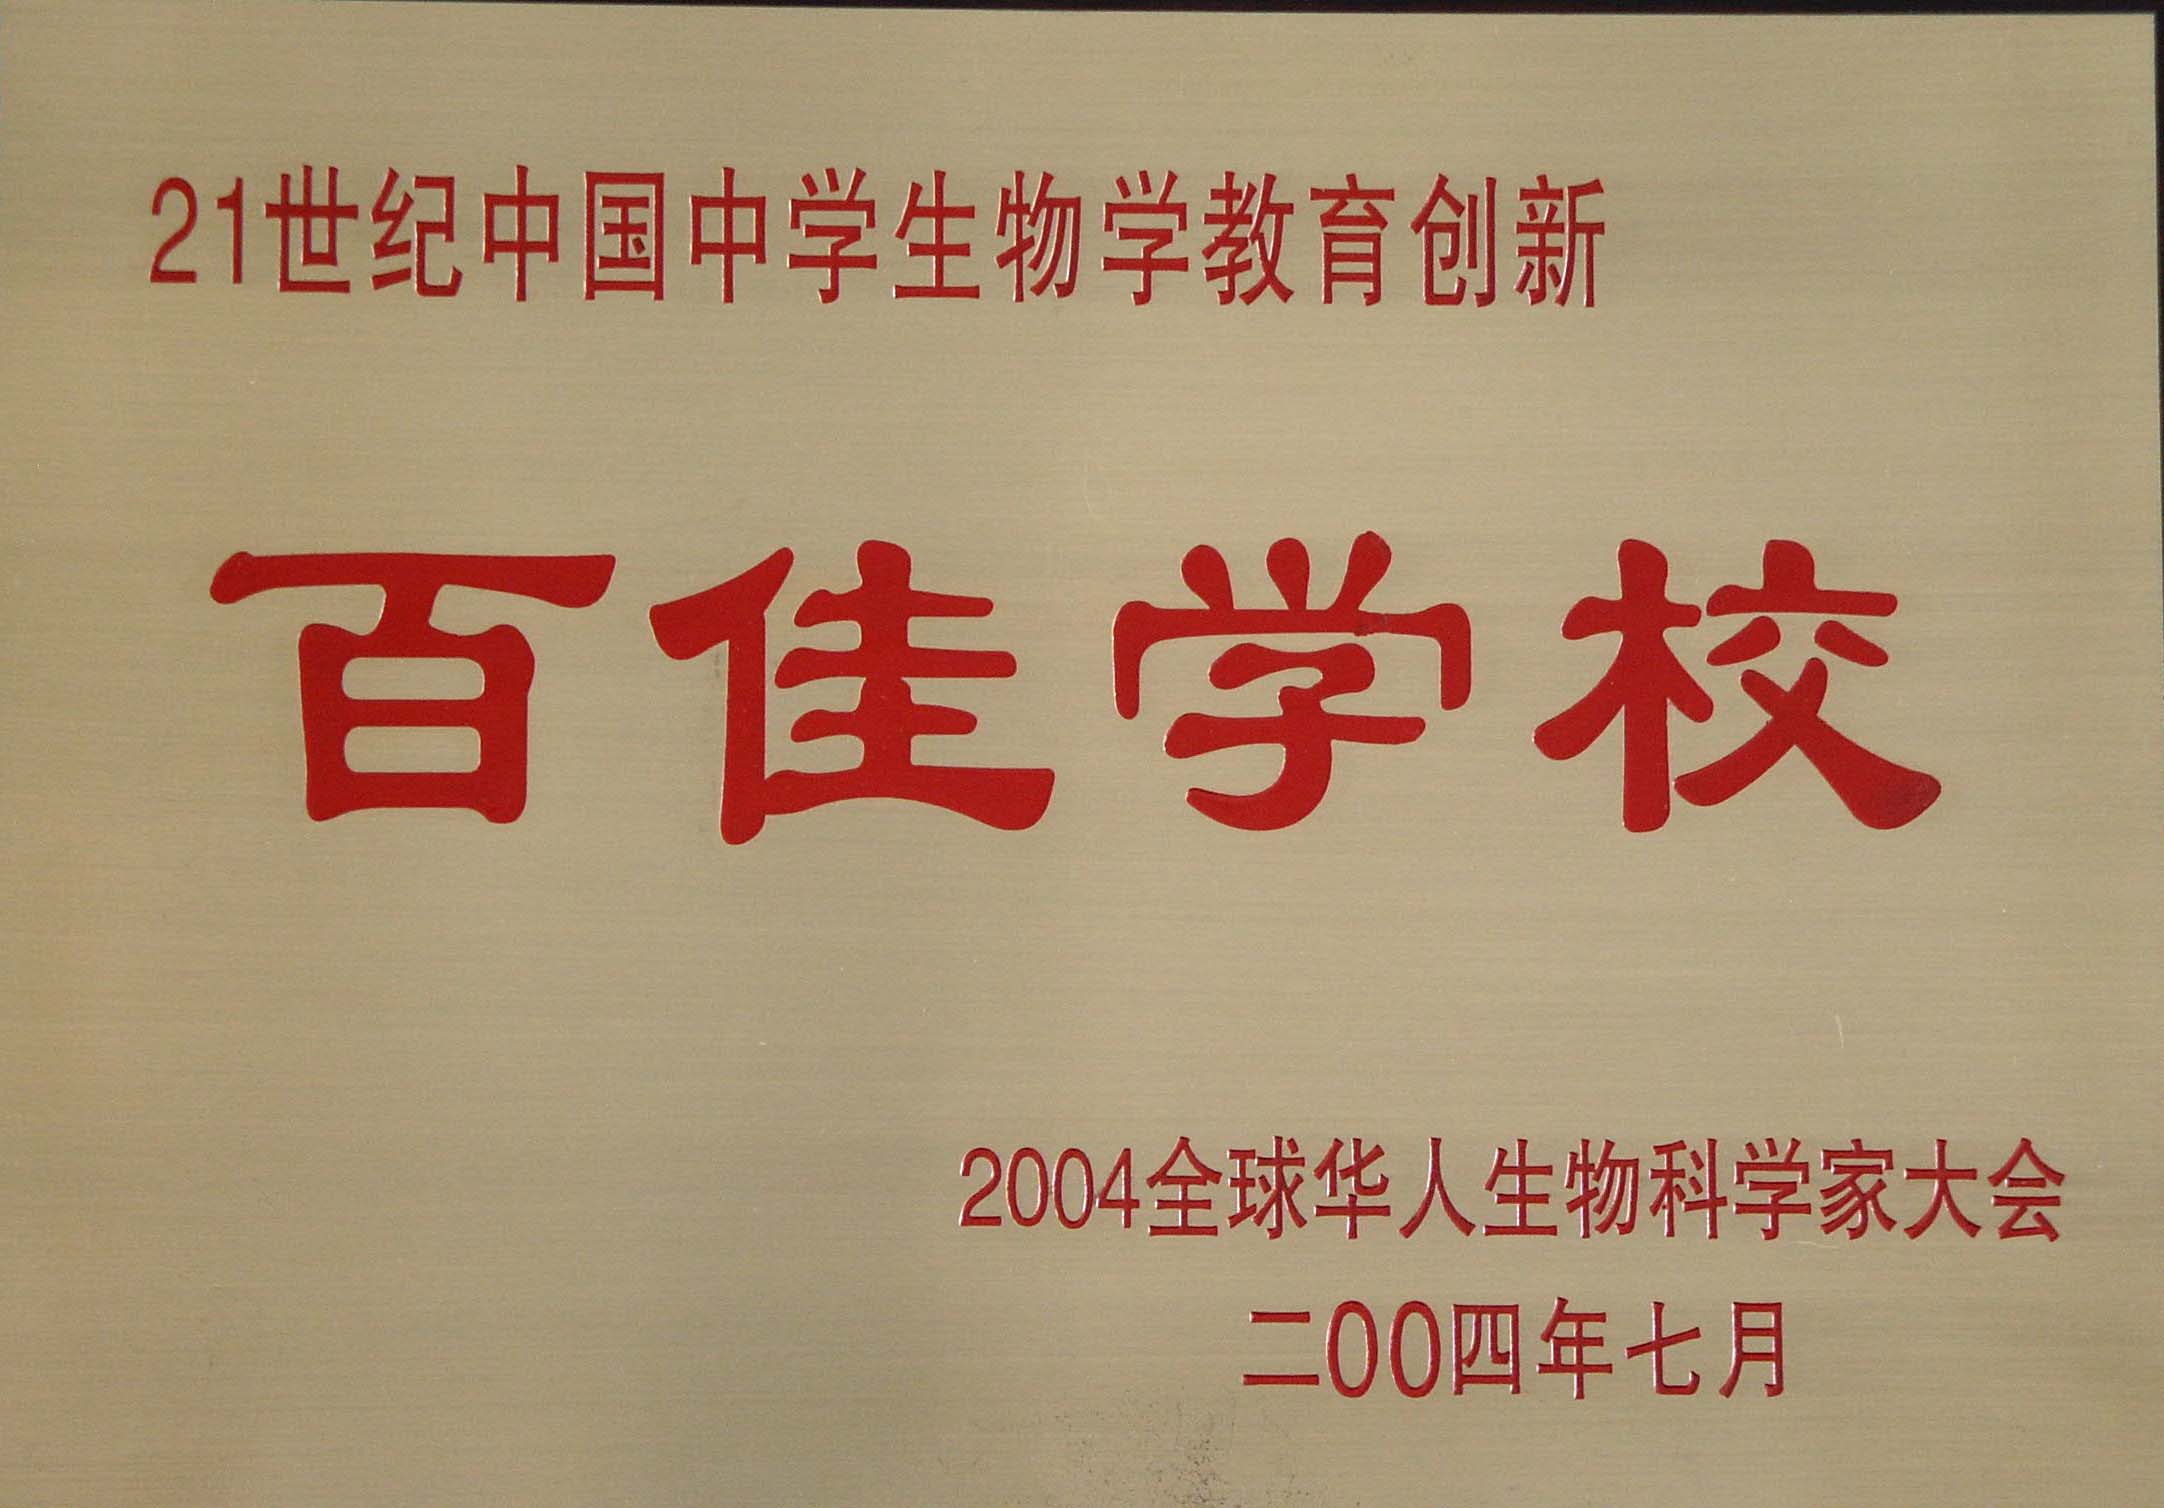 21世纪中国中学生物学教育创新
百佳学校
2004全球华人生物科学家大会
二00四年七月